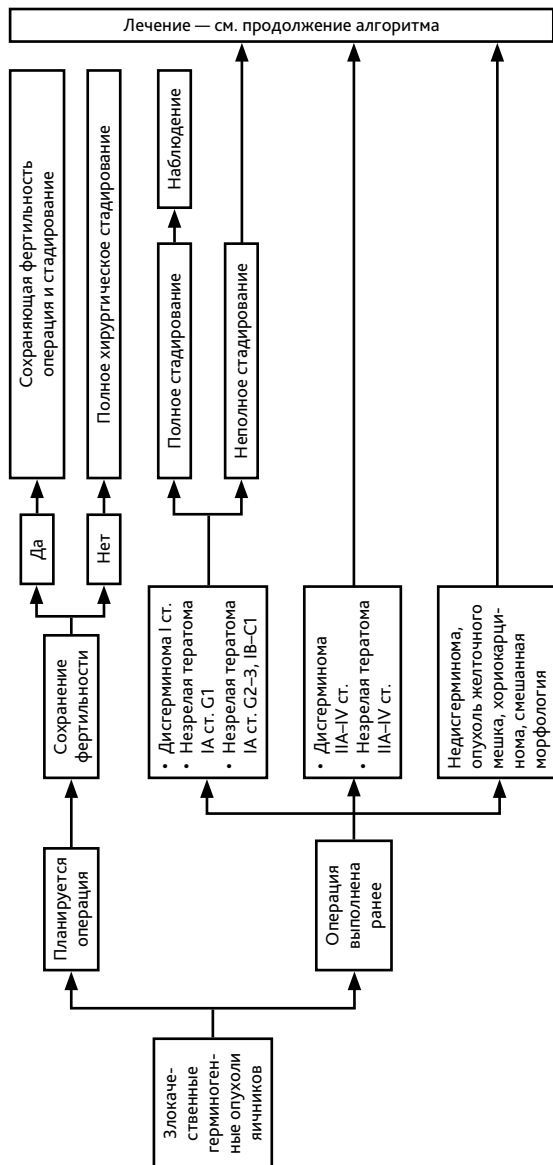 Злокаче-
ственные
герминоген-
ные опухоли
яичников
Планируется
операция
Сохранение
фертильности
Да
Сохраняющая фертильность
операция и стадирование
Нет
Полное хирургическое стадирование
Операция
выполнена
ранее
• Дисгерминома I ст.
• Незрелая тератома
IA ст. G1
• Незрелая тератома
IA ст. G2–3, IB–C1
Полное стадирование
Наблюдение
Неполное стадирование
• Дисгерминома
IIA–IV ст.
• Незрелая тератома
IIA–IV ст.
Недисгерминома,
опухоль желточного
мешка, хориокарци-
нома, смешанная
морфология
Лечение — см. продолжение алгоритма